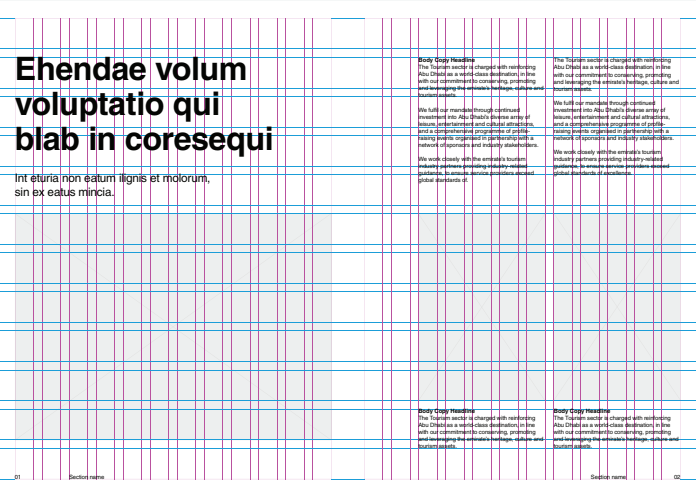 Ehendae volum
voluptatio qui
blab in coresequi
Int eturia non eatum ilignis et molorum,
sin ex eatus mincia.
01
Section name
Body Copy Headline
The Tourism sector is charged with reinforcing
Abu Dhabi as a world-class destination, in line
with our commitment to conserving, promoting
and leveraging the emirate's heritage, culture and
tourism assets.
We fulfil our mandate through continued
investment into Abu Dhabi's diverse array of
leisure, entertainment and cultural attractions,
and a comprehensive programme of profile-
raising events organised in partnership with a
network of sponsors and industry stakeholders.
We work closely with the emirate's tourism
industry partners providing industry-related
guidance, to ensure service providers exceed
global standards of.
The Tourism sector is charged with reinforcing
Abu Dhabi as a world-class destination, in line
with our commitment to conserving, promoting
and leveraging the emirate's heritage, culture and
tourism assets.
We fulfil our mandate through continued
investment into Abu Dhabi's diverse array of
leisure, entertainment and cultural attractions,
and a comprehensive programme of profile-
raising events organised in partnership with a
network of sponsors and industry stakeholders.
We work closely with the emirate's tourism
industry partners providing industry-related
guidance, to ensure service providers exceed
global standards of excellence.
Body Copy Headline
The Tourism sector is charged with reinforcing
Abu Dhabi as a world-class destination, in line
with our commitment to conserving, promoting
and leveraging the emirate's heritage, culture and
tourism assets.
Body Copy Headline
The Tourism sector is charged with reinforcing
Abu Dhabi as a world-class destination, in line
with our commitment to conserving, promoting
and leveraging the emirate's heritage, culture and
tourism assets.
Section name
02